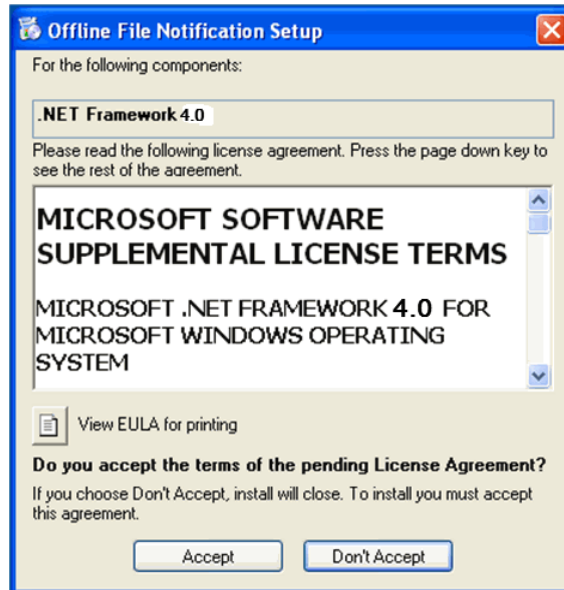 Offline File Notification Setup
For the following components:
.NET Framework 4.0
Please read the following license agreement. Press the page down key to
see the rest of the agreement.
MICROSOFT SOFTWARE
SUPPLEMENTAL LICENSE TERMS
MICROSOFT .NET FRAMEWORK 4.0 FOR
MICROSOFT WINDOWS OPERATING
SYSTEM
View EULA for printing
Do you accept the terms of the pending License Agreement?
If you choose Don't Accept, install will close. To install you must accept
this agreement.
Accept
Don't Accept